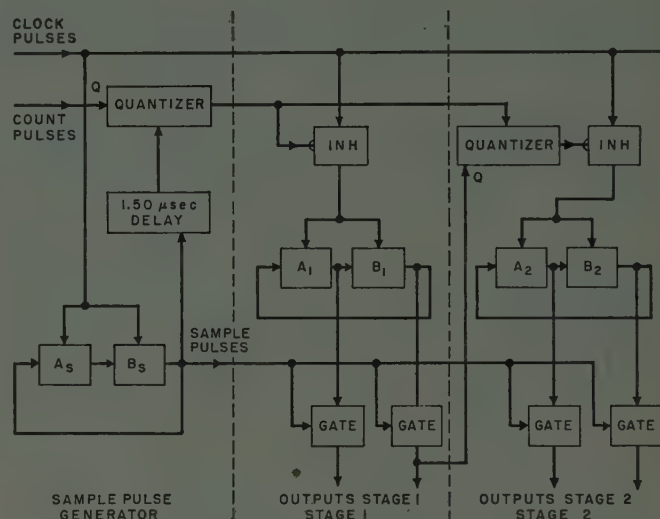 CLOCK
PULSES
Q
QUANTIZER
COUNT
PULSES
INH
QUANTIZER
INH
Q
1.50 μsec
DELAY
A1
B1
A2
B2
SAMPLE
PULSES
AS
BS
GATE
GATE
GATE
GATE
SAMPLE PULSE
GENERATOR
OUTPUTS STAGE 1
STAGE 1
OUTPUTS STAGE 2
STAGE 2